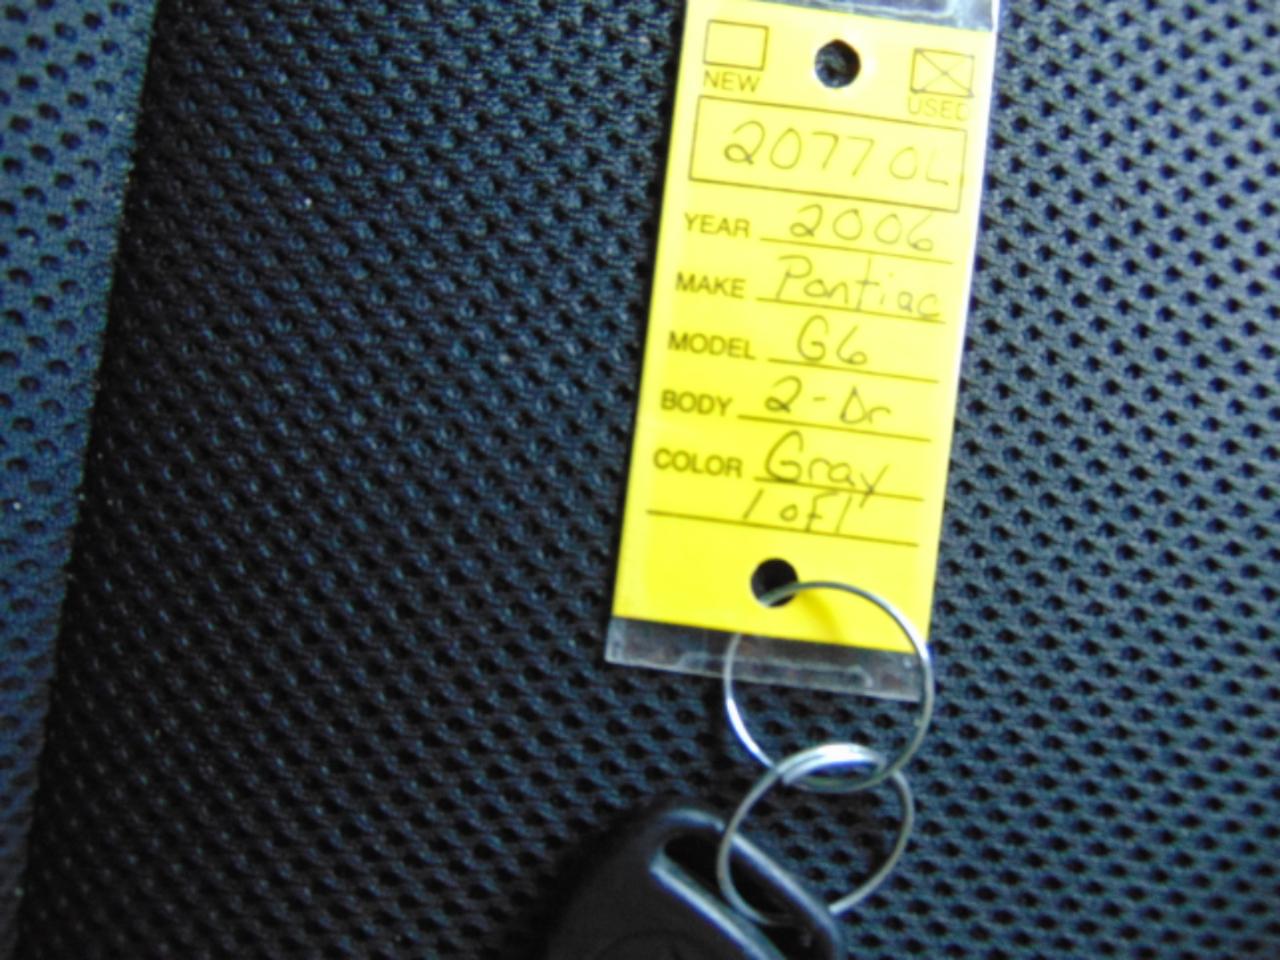 NEW USED
20770L
YEAR 2006
MAKE Pontiac
MODEL G6
BODY 2-Dr
COLOR Gray
1 of 1